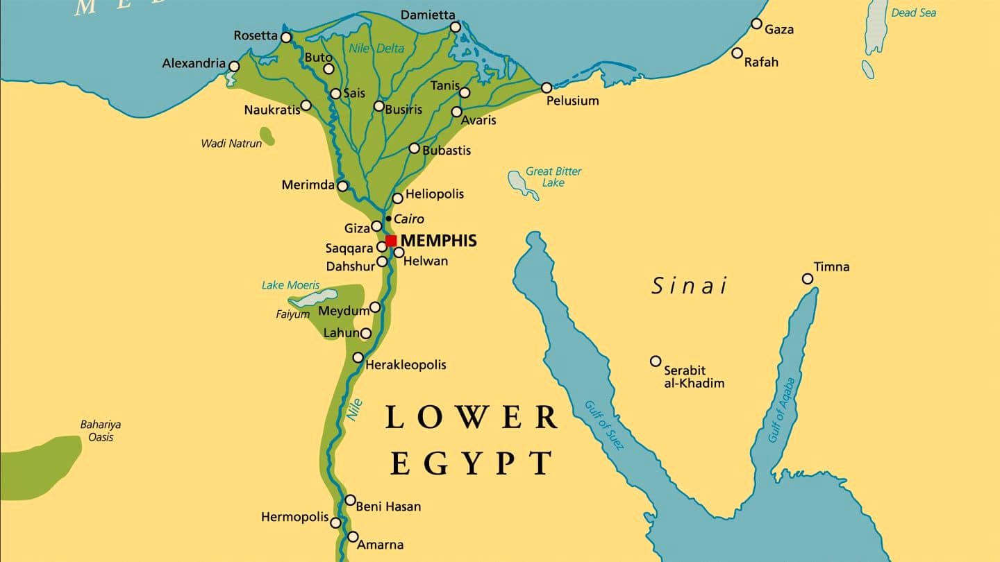 M E D
Damietta
Dead Sea
Rosetta
Gaza
Nile Delta
Buto
Rafah
Alexandria
Tanis
Sais
Pelusium
Naukratis
Busiris
Avaris
Wadi Natrun
Bubastis
Great Bitter
Lake
Merimda
Heliopolis
Cairo
Giza
MEMPHIS
Saqqara
Helwan
Dahshur
Timna
Lake Moeris
Sinai
Faiyum
Meydum
Lahun
Herakleopolis
Serabit
al-Khadim
Nile
LOWER
EGYPT
Gulf of Suez
Gulf of Aqaba
Bahariya
Oasis
Beni Hasan
Hermopolis
Amarna